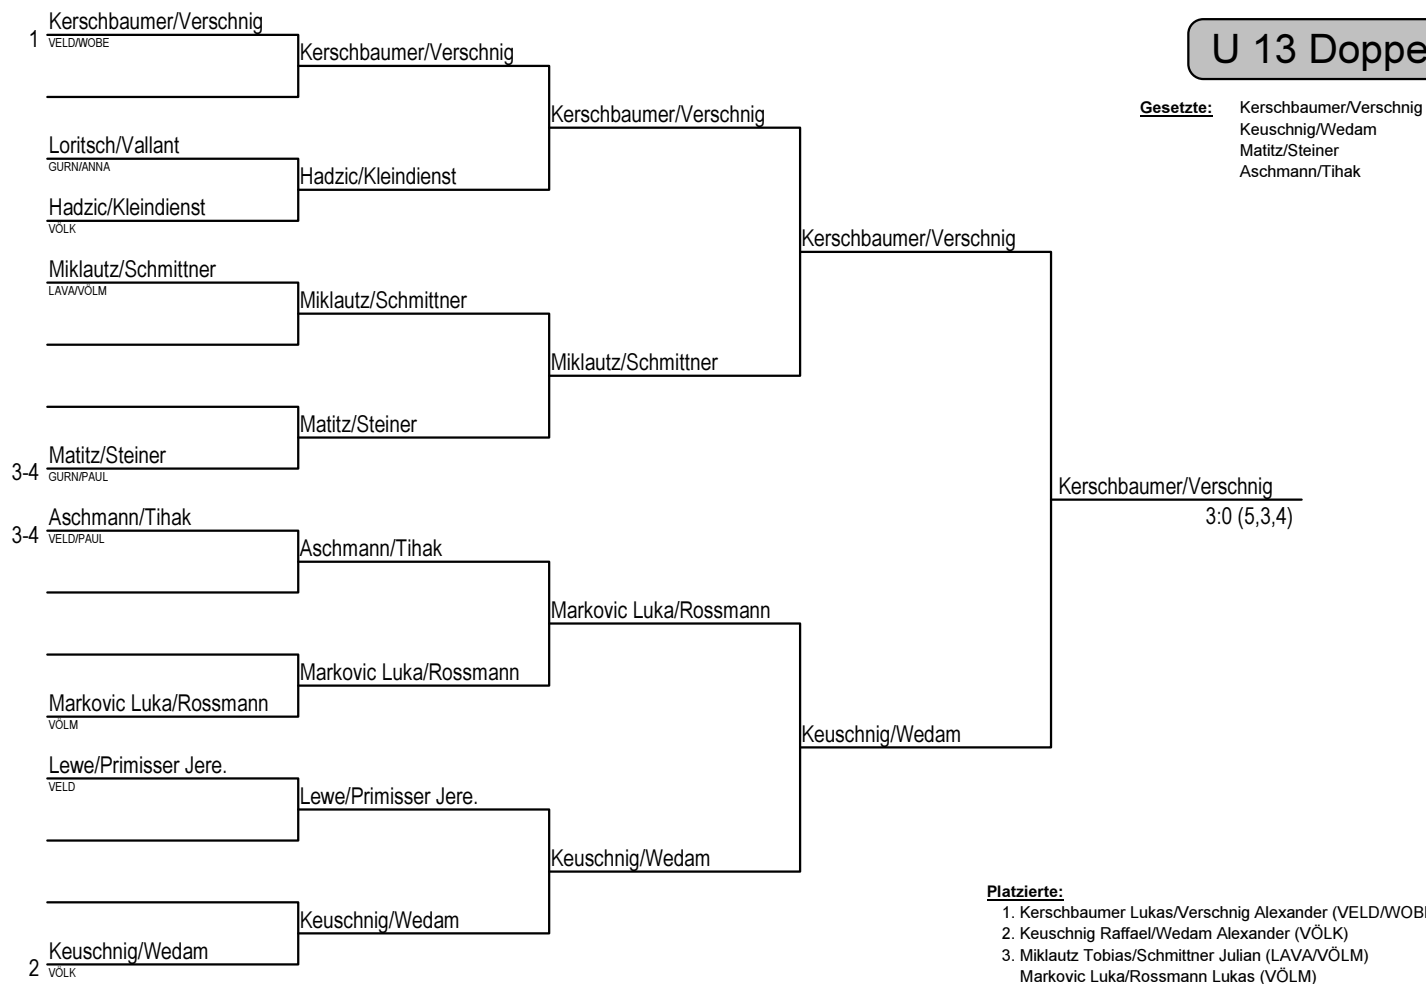 Kerschbaumer/Verschnig
1
VELD/WOBE
Kerschbaumer/Verschnig
Kerschbaumer/Verschnig
Loritsch/Vallant
GURN/ANNA
Hadzic/Kleindienst
Hadzic/Kleindienst
VÖLK
Kerschbaumer/Verschnig
Miklautz/Schmittner
LAVA/VÖLM
Miklautz/Schmittner
Miklautz/Schmittner
Matitz/Steiner
Matitz/Steiner
3-4
GURN/PAUL
Kerschbaumer/Verschnig
3:0 (5,3,4)
Aschmann/Tihak
3-4
VELD/PAUL
Aschmann/Tihak
Markovic Luka/Rossmann
Markovic Luka/Rossmann
Markovic Luka/Rossmann
VÖLM
Keuschnig/Wedam
Lewe/Primisser Jere.
VELD
Lewe/Primisser Jere.
Keuschnig/Wedam
Keuschnig/Wedam
Keuschnig/Wedam
2
VÖLK
U 13 Doppe
Gesetzte: Kerschbaumer/Verschnig
Keuschnig/Wedam
Matitz/Steiner
Aschmann/Tihak
Platzierte:
1. Kerschbaumer Lukas/Verschnig Alexander (VELD/WOB
2. Keuschnig Raffael/Wedam Alexander (VÖLK)
3. Miklautz Tobias/Schmittner Julian (LAVA/VÖLM)
Markovic Luka/Rossmann Lukas (VÖLM)